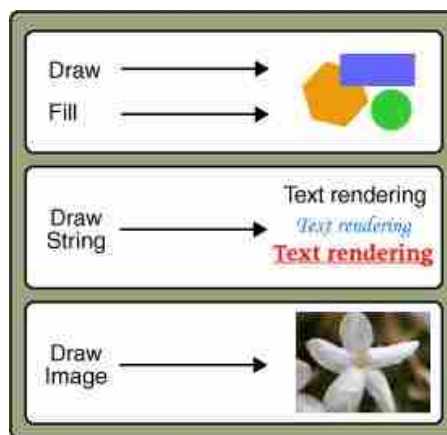 Draw
Fill
Draw
String
Text rendering
Text rendering
Text rendering
Draw
Image